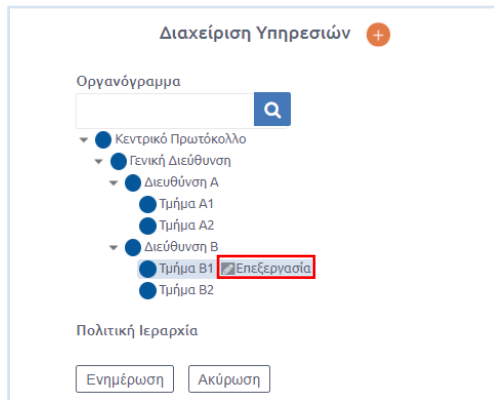 Διαχείριση Υπηρεσιών +
Οργανόγραμμα
Κεντρικό Πρωτόκολλο
Γενική Διεύθυνση
Διευθύνση Α
Τμήμα Α1
Τμήμα Α2
Διεύθυνση Β
Τμήμα Β1 Επεξεργασία
Τμήμα Β2
Πολιτική Ιεραρχία
Ενημέρωση Ακύρωση